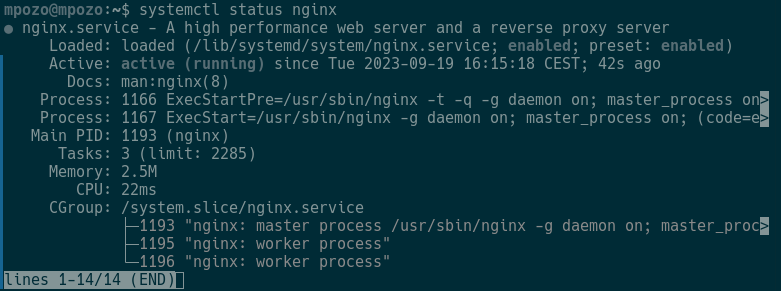 mpozo@mpozo:~$ systemctl status nginx
● nginx.service - A high performance web server and a reverse proxy server
     Loaded: loaded (/lib/systemd/system/nginx.service; enabled; preset: enabled)
     Active: active (running) since Tue 2023-09-19 16:15:18 CEST; 42s ago
       Docs: man:nginx(8)
    Process: 1166 ExecStartPre=/usr/sbin/nginx -t -q -g daemon on; master_process on>
    Process: 1167 ExecStart=/usr/sbin/nginx -g daemon on; master_process on; (code=e>
   Main PID: 1193 (nginx)
      Tasks: 3 (limit: 2285)
     Memory: 2.5M
        CPU: 22ms
     CGroup: /system.slice/nginx.service
             ├─1193 "nginx: master process /usr/sbin/nginx -g daemon on; master_proc>
             ├─1195 "nginx: worker process"
             └─1196 "nginx: worker process"
lines 1-14/14 (END)